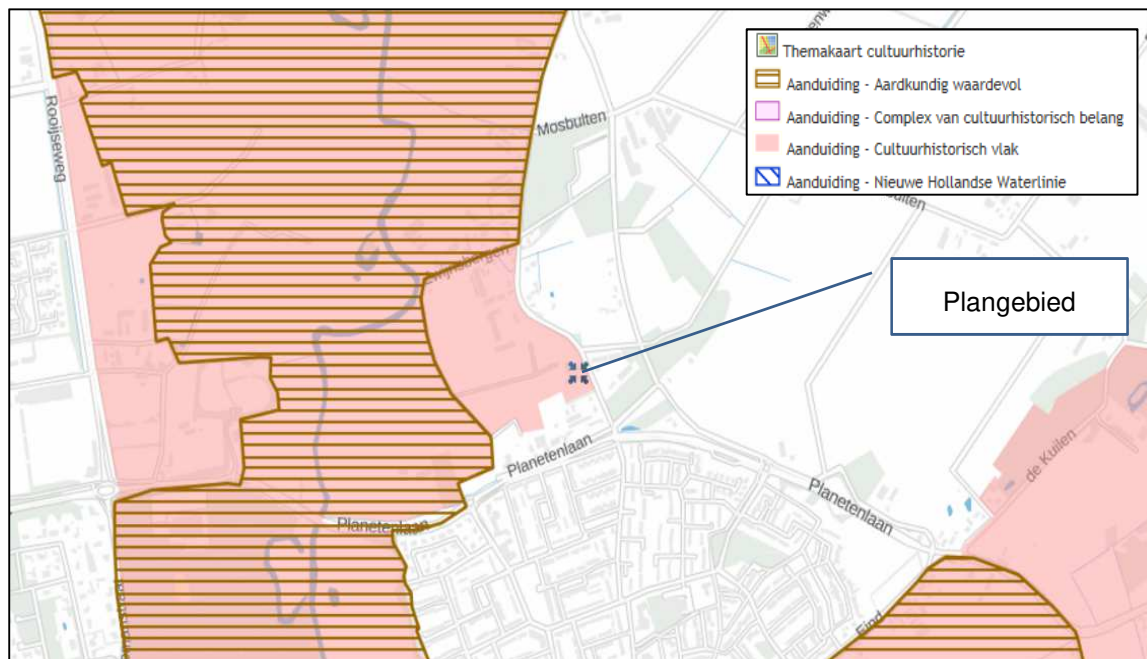 Themakaart cultuurhistorie
Aanduiding - Aardkundig waardevol
Aanduiding - Complex van cultuurhistorisch belang
Aanduiding - Cultuurhistorisch vlak
Aanduiding - Nieuwe Hollandse Waterlinie
Rooijseweg
Mosbulten
Plangebied
Planetenlaan
Planetenlaan
Planetenlaan
de Kuilen
Eind